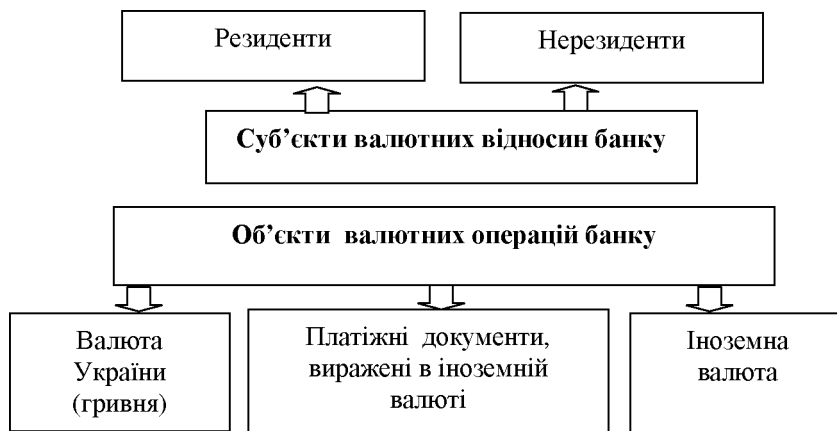 Резиденти
Нерезиденти
Суб’єкти валютних відносин банку
Об’єкти валютних операцій банку
Валюта
України
(гривня)
Платіжні документи,
виражені в іноземній
валюті
Іноземна
валюта